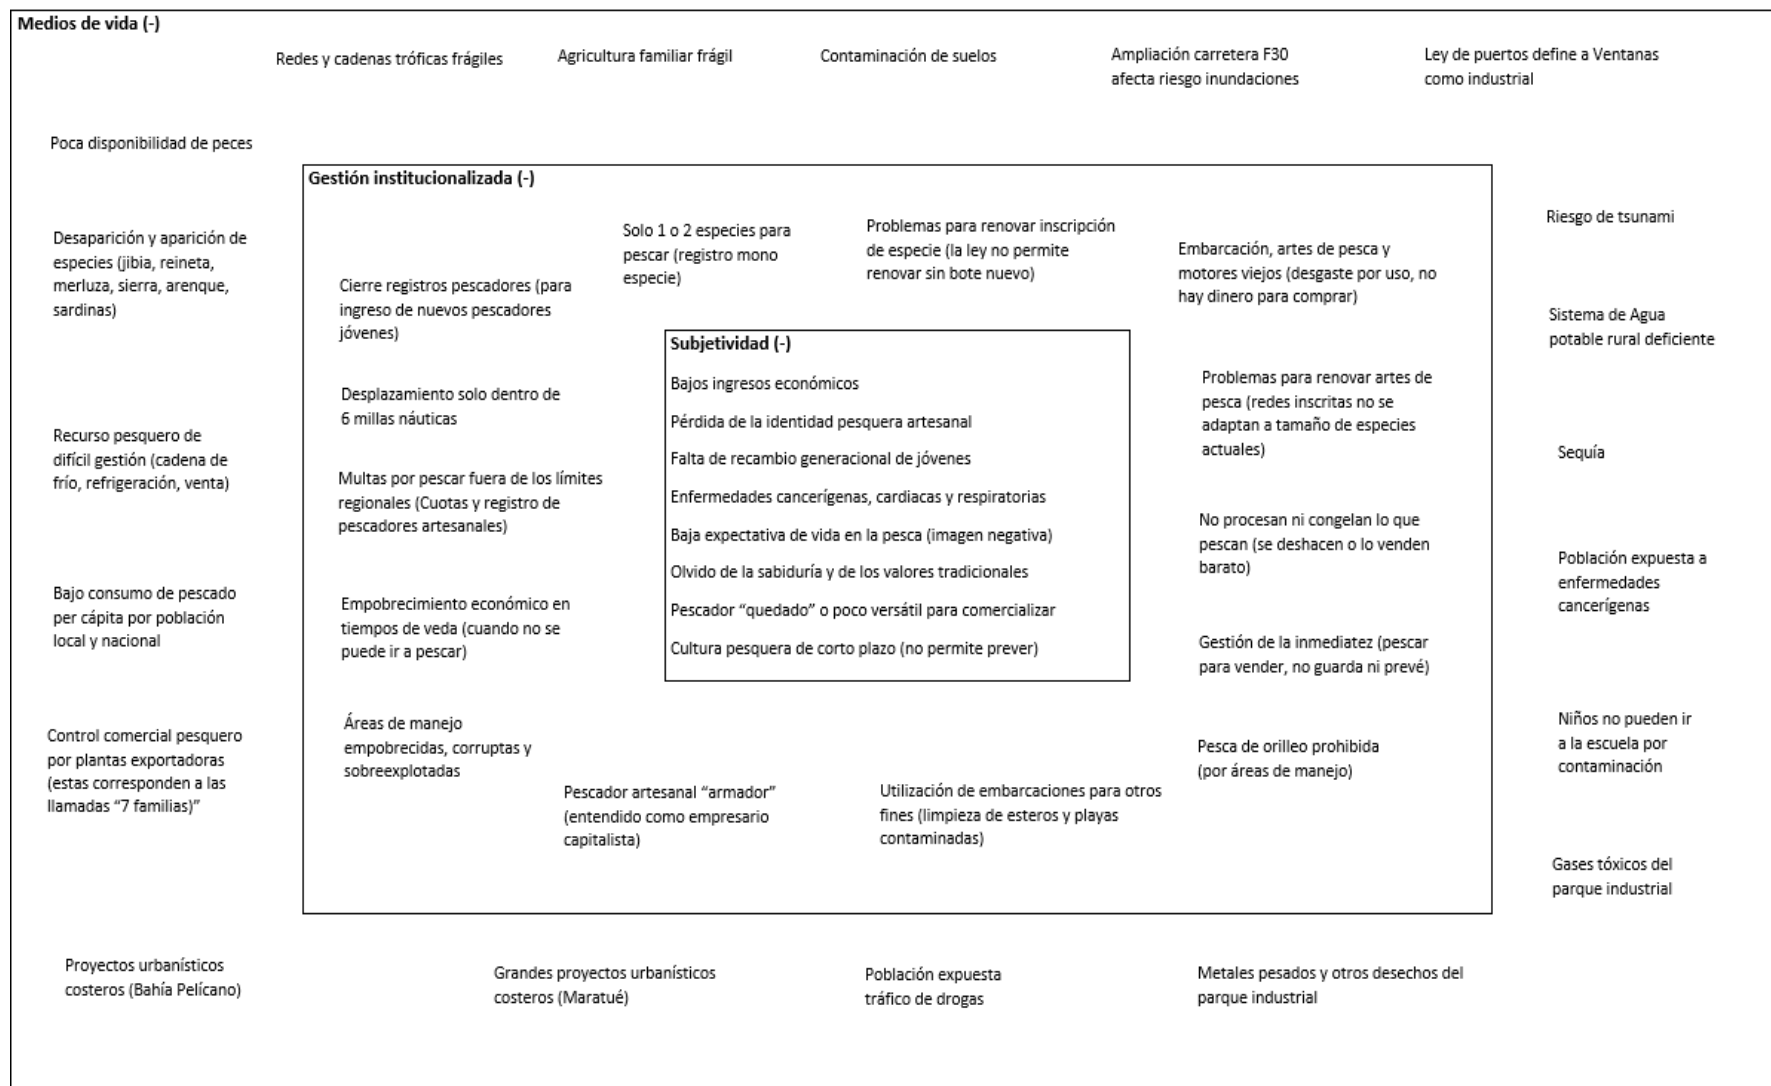 Medios de vida (-)
Redes y cadenas tróficas frágiles
Agricultura familiar frágil
Contaminación de suelos
Ampliación carretera F30
afecta riesgo inundaciones
Ley de puertos define a Ventanas
como industrial
Poca disponibilidad de peces
Desaparición y aparición de
especies (jibia, reineta,
merluza, sierra, arenque,
sardinas)
Recurso pesquero de
difícil gestión (cadena de
frío, refrigeración, venta)
Bajo consumo de pescado
per cápita por población
local y nacional
Control comercial pesquero
por plantas exportadoras
(estas corresponden a las
llamadas “7 familias)”
Gestión institucionalizada (-)
Cierre registros pescadores (para
ingreso de nuevos pescadores
jóvenes)
Solo 1 o 2 especies para
pescar (registro mono
especie)
Problemas para renovar inscripción
de especie (la ley no permite
renovar sin bote nuevo)
Embarcación, artes de pesca y
motores viejos (desgaste por uso, no
hay dinero para comprar)
Desplazamiento solo dentro de
6 millas náuticas
Multas por pescar fuera de los límites
regionales (Cuotas y registro de
pescadores artesanales)
Empobrecimiento económico en
tiempos de veda (cuando no se
puede ir a pescar)
Áreas de manejo
empobrecidas, corruptas y
sobreexplotadas
Subjetividad (-)
Bajos ingresos económicos
Pérdida de la identidad pesquera artesanal
Falta de recambio generacional de jóvenes
Enfermedades cancerígenas, cardiacas y respiratorias
Baja expectativa de vida en la pesca (imagen negativa)
Olvido de la sabiduría y de los valores tradicionales
Pescador “quedado” o poco versátil para comercializar
Cultura pesquera de corto plazo (no permite prever)
Problemas para renovar artes de
pesca (redes inscritas no se
adaptan a tamaño de especies
actuales)
No procesan ni congelan lo que
pescan (se deshacen o lo venden
barato)
Gestión de la inmediatez (pescar
para vender, no guarda ni prevé)
Pesca de orilleo prohibida
(por áreas de manejo)
Pescador artesanal “armador”
(entendido como empresario
capitalista)
Utilización de embarcaciones para otros
fines (limpieza de esteros y playas
contaminadas)
Riesgo de tsunami
Sistema de Agua
potable rural deficiente
Sequía
Población expuesta a
enfermedades
cancerígenas
Niños no pueden ir
a la escuela por
contaminación
Gases tóxicos del
parque industrial
Proyectos urbanísticos
costeros (Bahía Pelícano)
Grandes proyectos urbanísticos
costeros (Maratué)
Población expuesta
tráfico de drogas
Metales pesados y otros desechos del
parque industrial